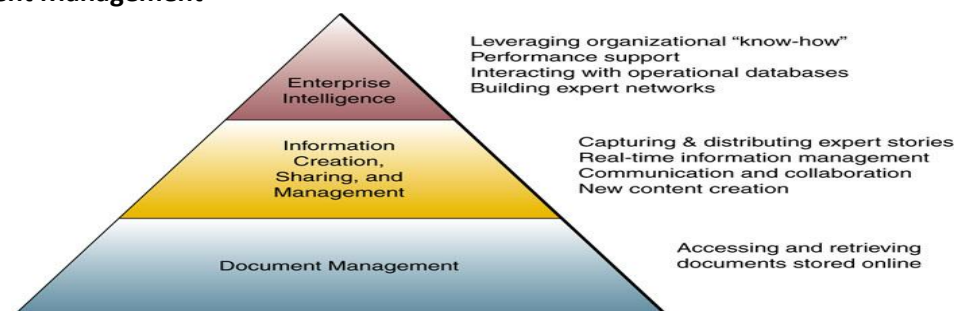 Enterprise
Intelligence
Leveraging organizational “know-how”
Performance support
Interacting with operational databases
Building expert networks
Information
Creation,
Sharing, and
Management
Capturing & distributing expert stories
Real-time information management
Communication and collaboration
New content creation
Document Management
Accessing and retrieving
documents stored online